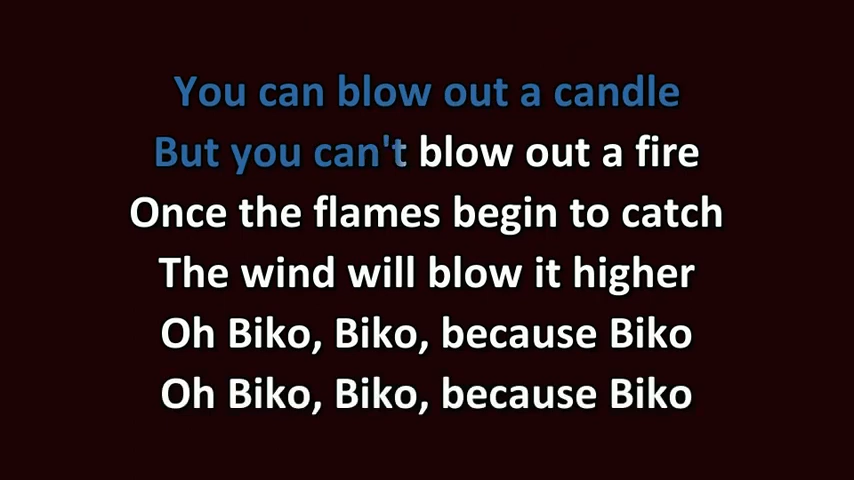 You can blow out a candle
But you can't blow out a fire
Once the flames begin to catch
The wind will blow it higher
Oh Biko, Biko, because Biko
Oh Biko, Biko, because Biko